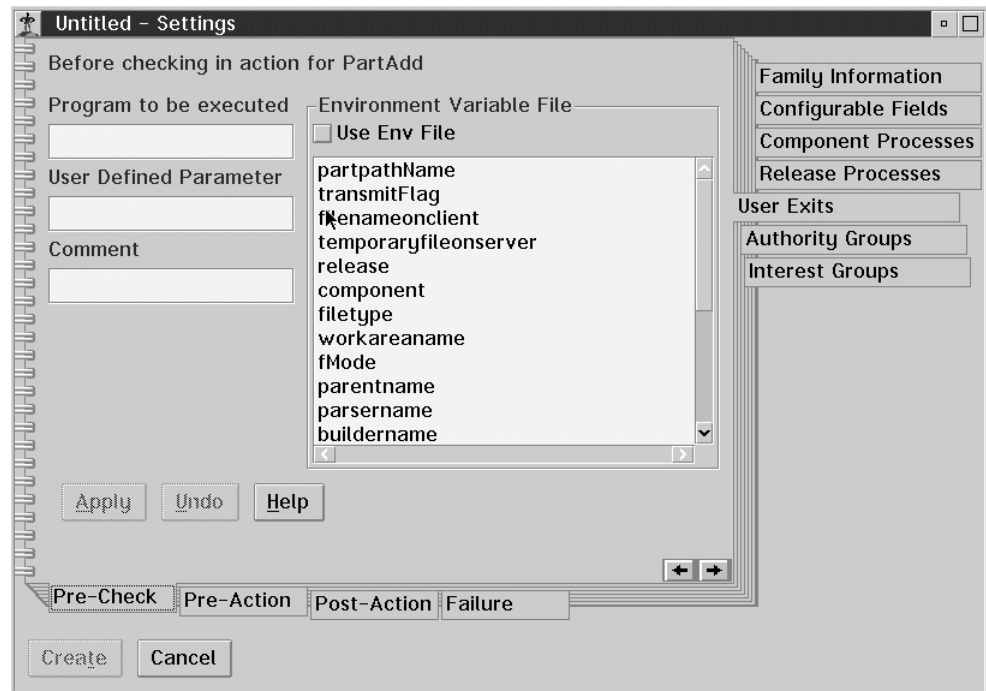 Untitled - Settings
Before checking in action for PartAdd
Program to be executed
User Defined Parameter
Comment
Environment Variable File
Use Env File
partpathName
transmitFlag
filenameonclient
temporaryfileonserver
release
component
filetype
workareaname
fMode
parentname
parsername
buildername
Apply
Undo
Help
Family Information
Configurable Fields
Component Processes
Release Processes
User Exits
Authority Groups
Interest Groups
Pre-Check
Pre-Action
Post-Action
Failure
Create
Cancel